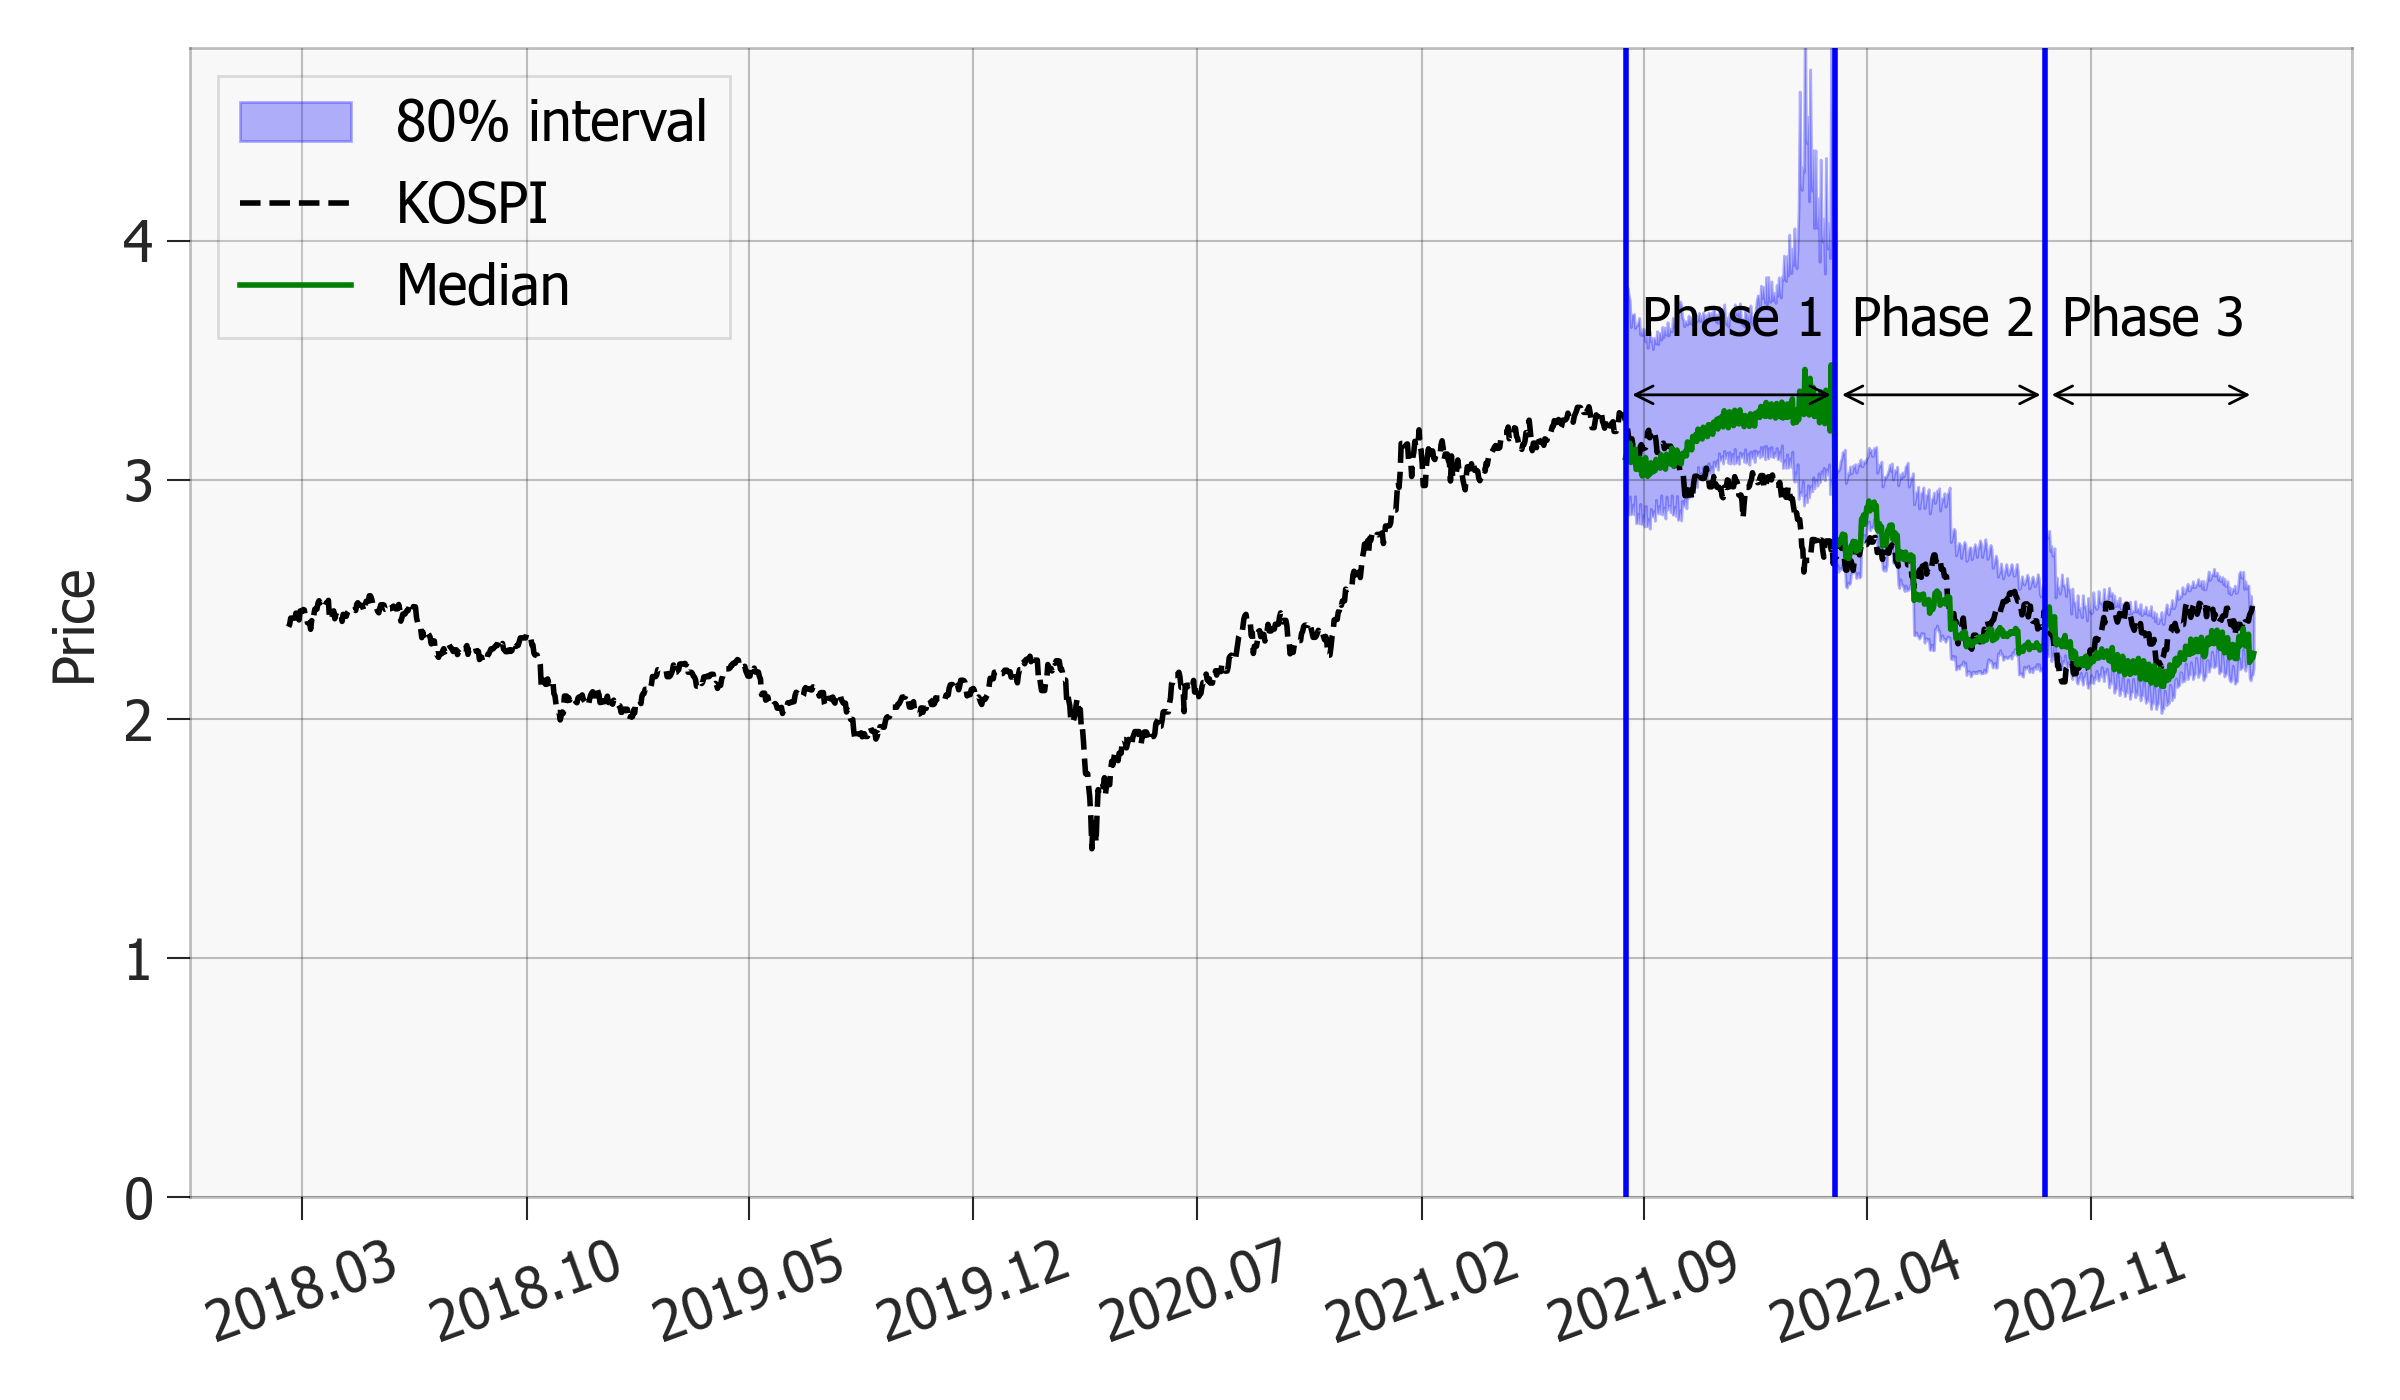 80% interval
KOSPI
Median
Phase 1
Phase 2
Phase 3
Price
4
3
2
1
0
2018.03
2018.10
2019.05
2019.12
2020.07
2021.02
2021.09
2022.04
2022.11